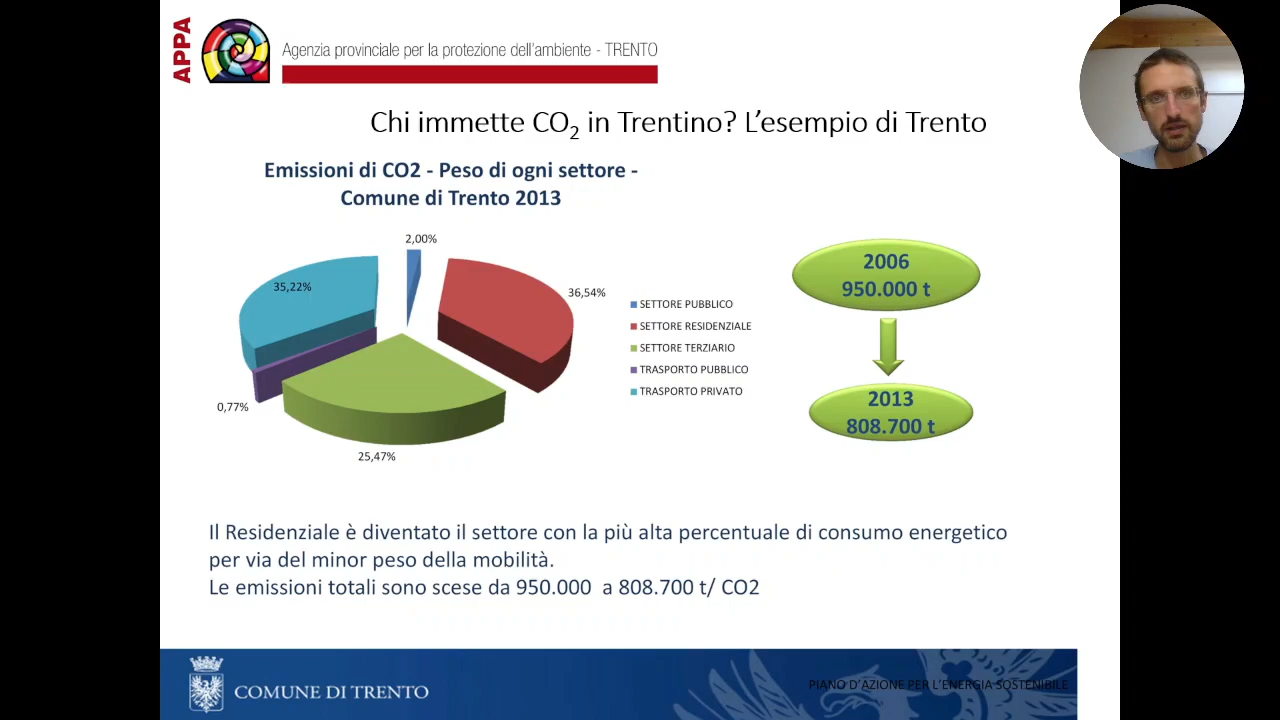 APPA
Agenzia provinciale per la protezione dell'ambiente - TRENTO
Chi immette CO2 in Trentino? L'esempio di Trento
Emissioni di CO2 - Peso di ogni settore -
Comune di Trento 2013
2,00%
35,22%
36,54%
0,77%
25,47%
SETTORE PUBBLICO
SETTORE RESIDENZIALE
SETTORE TERZIARIO
TRASPORTO PUBBLICO
TRASPORTO PRIVATO
2006
950.000 t
2013
808.700 t
Il Residenziale è diventato il settore con la più alta percentuale di consumo energetico
per via del minor peso della mobilità.
Le emissioni totali sono scese da 950.000 a 808.700 t/ CO2
COMUNE DI TRENTO
PIANO D'AZIONE PER L'ENERGIA SOSTENIBILE